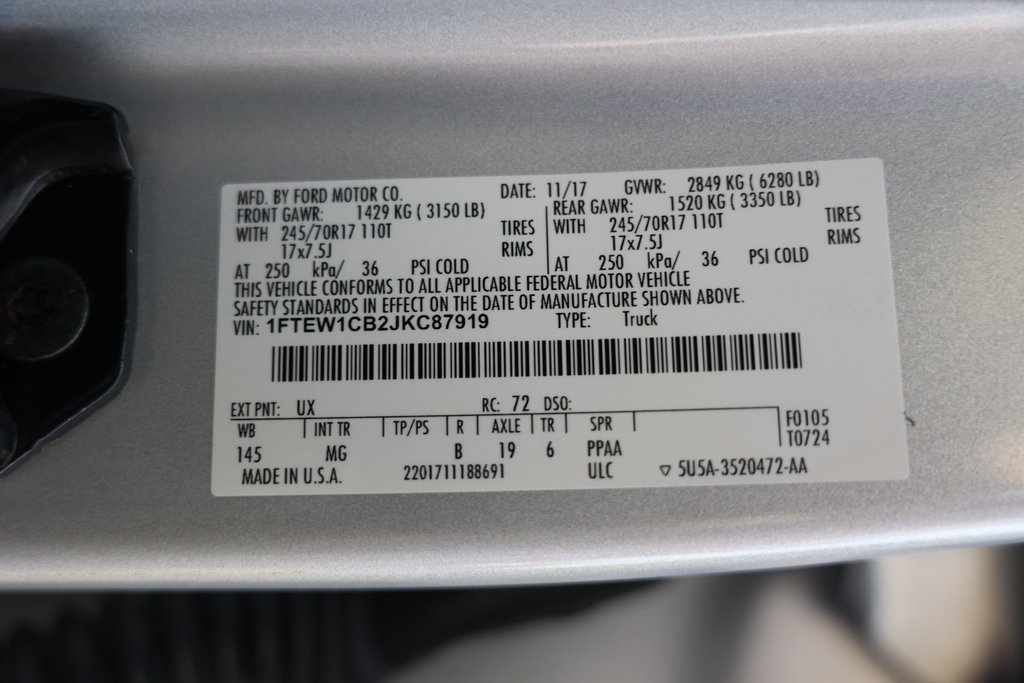 MFD. BY FORD MOTOR CO. DATE: 11/17 GVWR: 2849 KG ( 6280 LB)
FRONT GAWR: 1429 KG ( 3150 LB) REAR GAWR: 1520 KG ( 3350 LB)
WITH 245/70R17 110T TIRES WITH 245/70R17 110T TIRES
17x7.5J RIMS 17x7.5J RIMS
AT 250 kPa/ 36 PSI COLD AT 250 kPa/ 36 PSI COLD
THIS VEHICLE CONFORMS TO ALL APPLICABLE FEDERAL MOTOR VEHICLE
SAFETY STANDARDS IN EFFECT ON THE DATE OF MANUFACTURE SHOWN ABOVE.
VIN: 1FTEW1CB2JKC87919 TYPE: Truck
EXT PNT: UX RC: 72 DSO:
WB INT TR TP/PS R AXLE TR SPR F0105
145 MG B 19 6 PPAA T0724
MADE IN U.S.A. 2201711188691 ULC ▽ 5U5A-3520472-AA